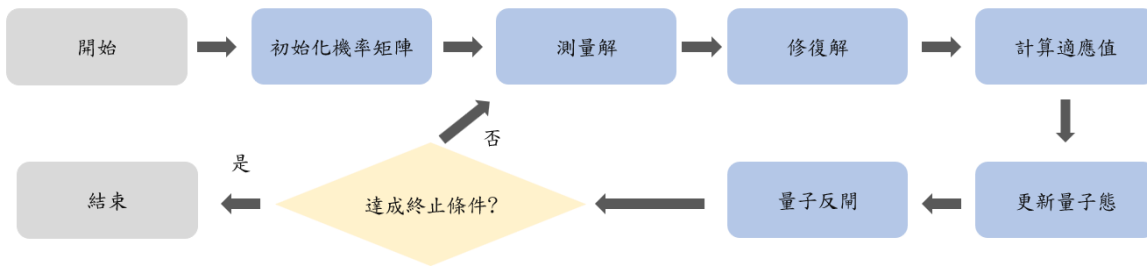 開始
初始化機率矩陣
測量解
修復解
計算適應值
更新量子態
量子反閘
達成終止條件?
否
是
結束